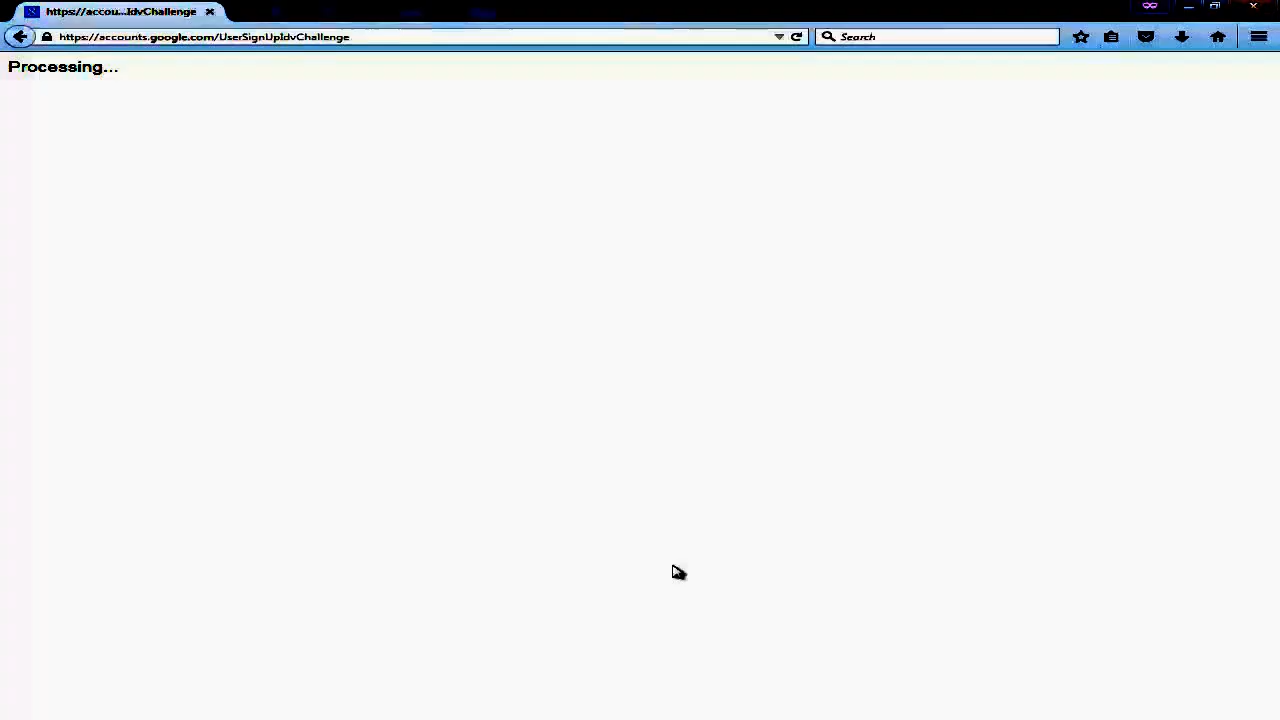 https://accou...IdvChallenge
https://accounts.google.com/UserSignUpIdvChallenge
Search
Processing...